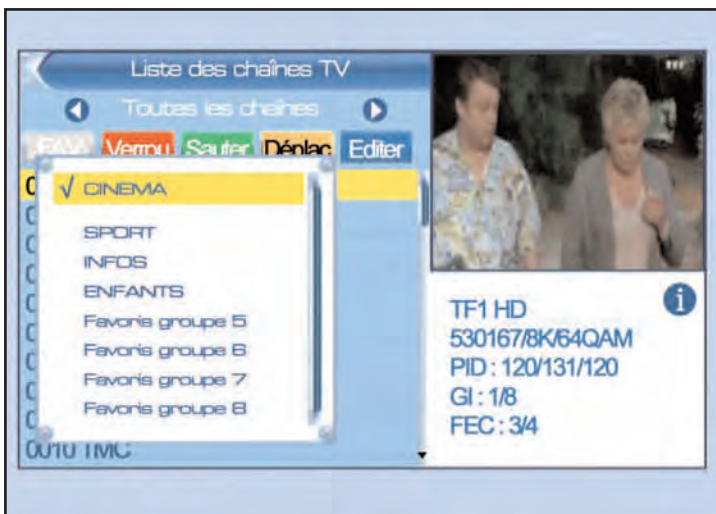 Liste des chaînes TV
Toutes les chaînes
FAV Verrou Sauter Déplac Editer
√ CINEMA
SPORT
INFOS
ENFANTS
Favoris groupe 5
Favoris groupe 6
Favoris groupe 7
Favoris groupe 8
0010 TMC
TF1 HD
530167/8K/64QAM
PID : 120/131/120
GI : 1/8
FEC : 3/4